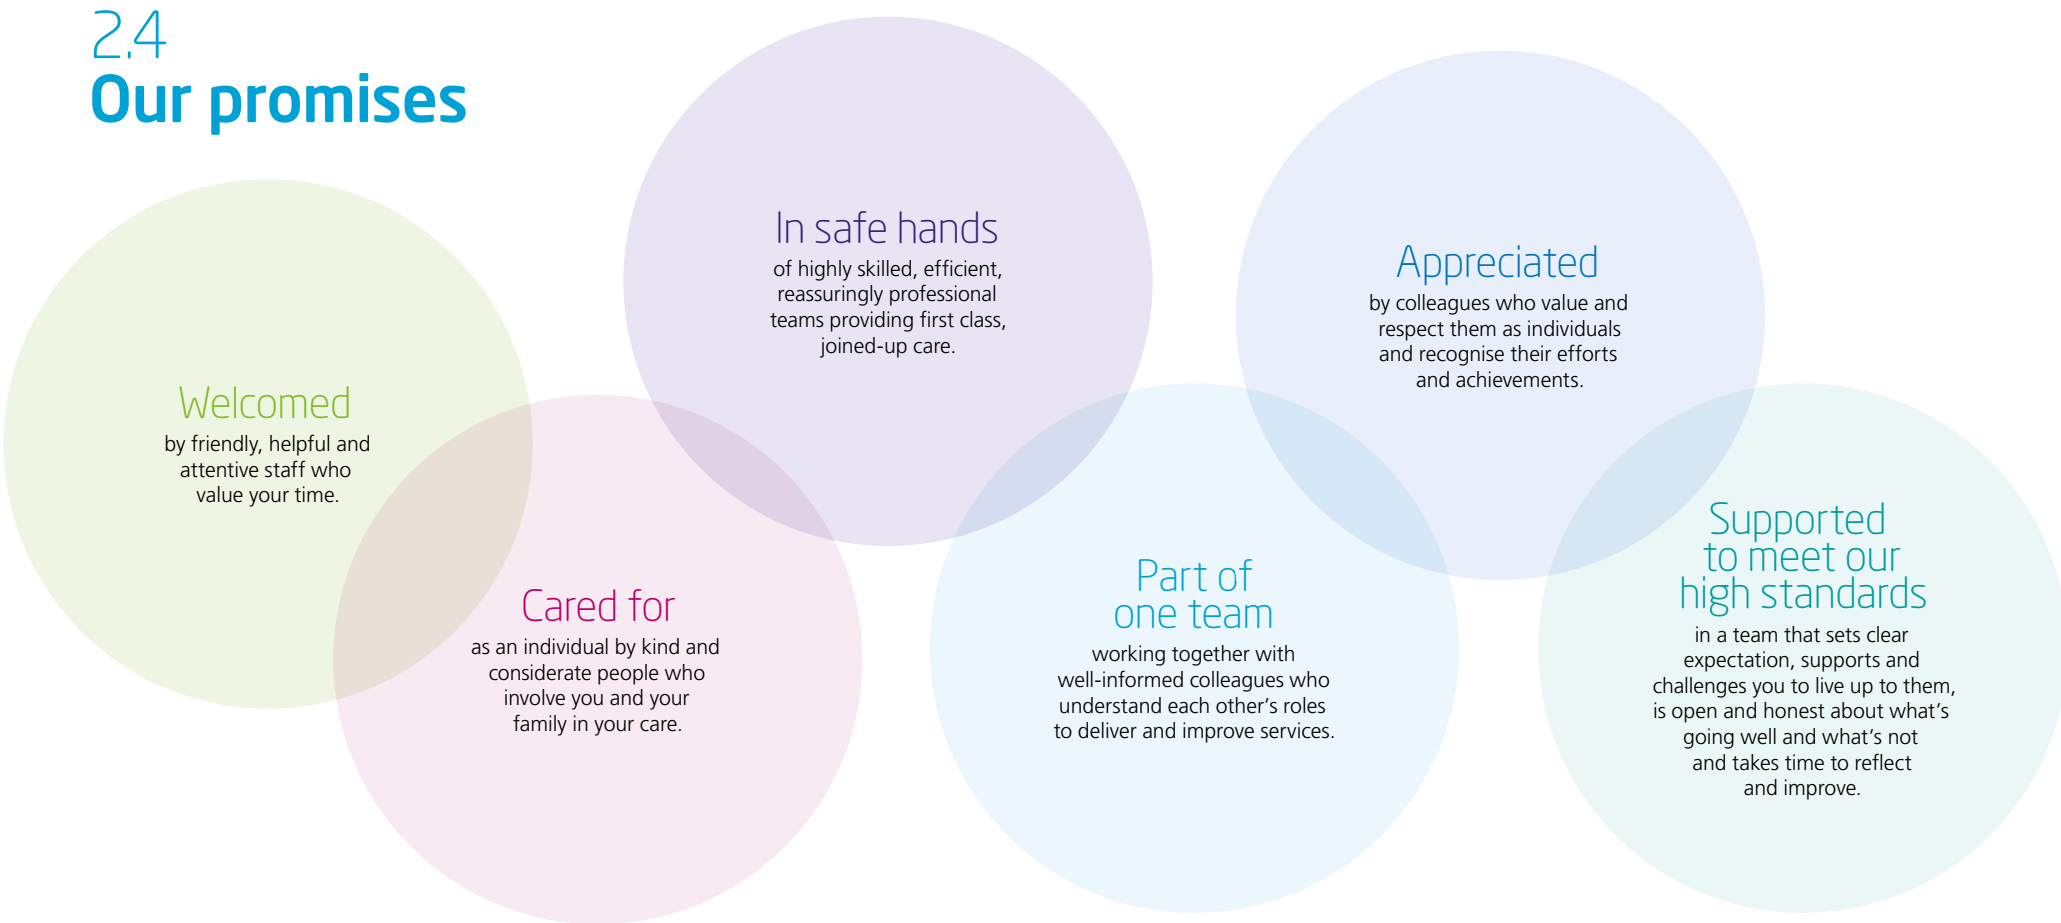 2.4
Our promises
Welcomed
by friendly, helpful and
attentive staff who
value your time.
Cared for
as an individual by kind and
considerate people who
involve you and your
family in your care.
In safe hands
of highly skilled, efficient,
reassuringly professional
teams providing first class,
joined-up care.
Part of
one team
working together with
well-informed colleagues who
understand each other’s roles
to deliver and improve services.
Appreciated
by colleagues who value and
respect them as individuals
and recognise their efforts
and achievements.
Supported
to meet our
high standards
in a team that sets clear
expectation, supports and
challenges you to live up to them,
is open and honest about what’s
going well and what’s not
and takes time to reflect
and improve.